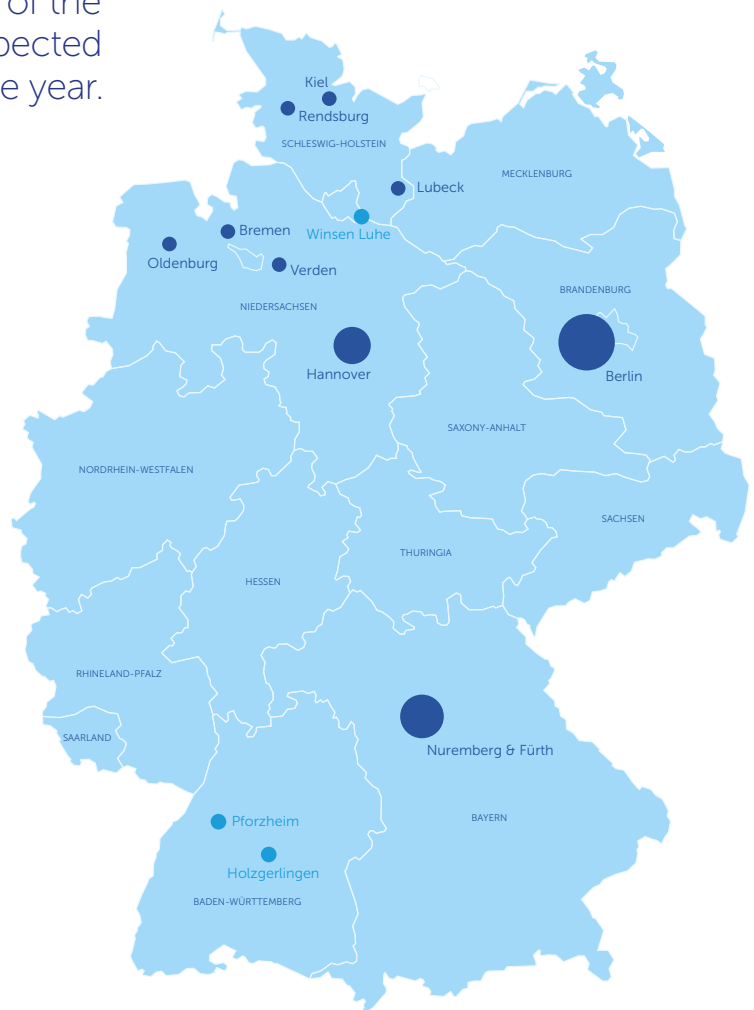 of the
pected
e year.
Kiel
Rendsburg
SCHLESWIG-HOLSTEIN
MECKLENBURG
Lubeck
Winsen Luhe
Bremen
Oldenburg
Verden
BRANDENBURG
NIEDERSACHSEN
Hannover
Berlin
SAXONY-ANHALT
NORDRHEIN-WESTFALEN
SACHSEN
THURINGIA
HESSEN
RHINELAND-PFALZ
SAARLAND
Nuremberg & Fürth
BAYERN
Pforzheim
Holzgerlingen
BADEN-WÜRTTEMBERG